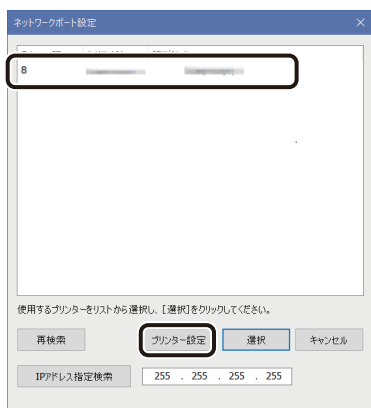 ネットワークポート設定
8
使用するプリンターをリストから選択し、[選択]をクリックしてください。
再検索 プリンター設定 選択 キャンセル
IPアドレス指定検索 255 . 255 . 255 . 255